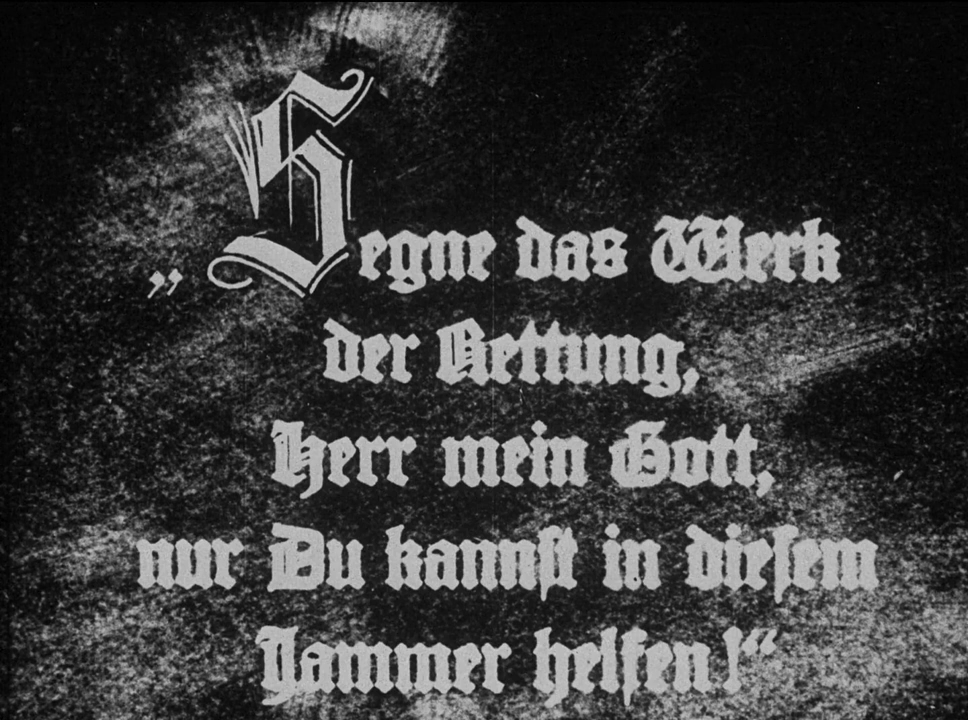 „Segne das Werk
der Rettung,
Herr mein Gott,
nur Du kannſt in dieſem
Jammer helfen!“